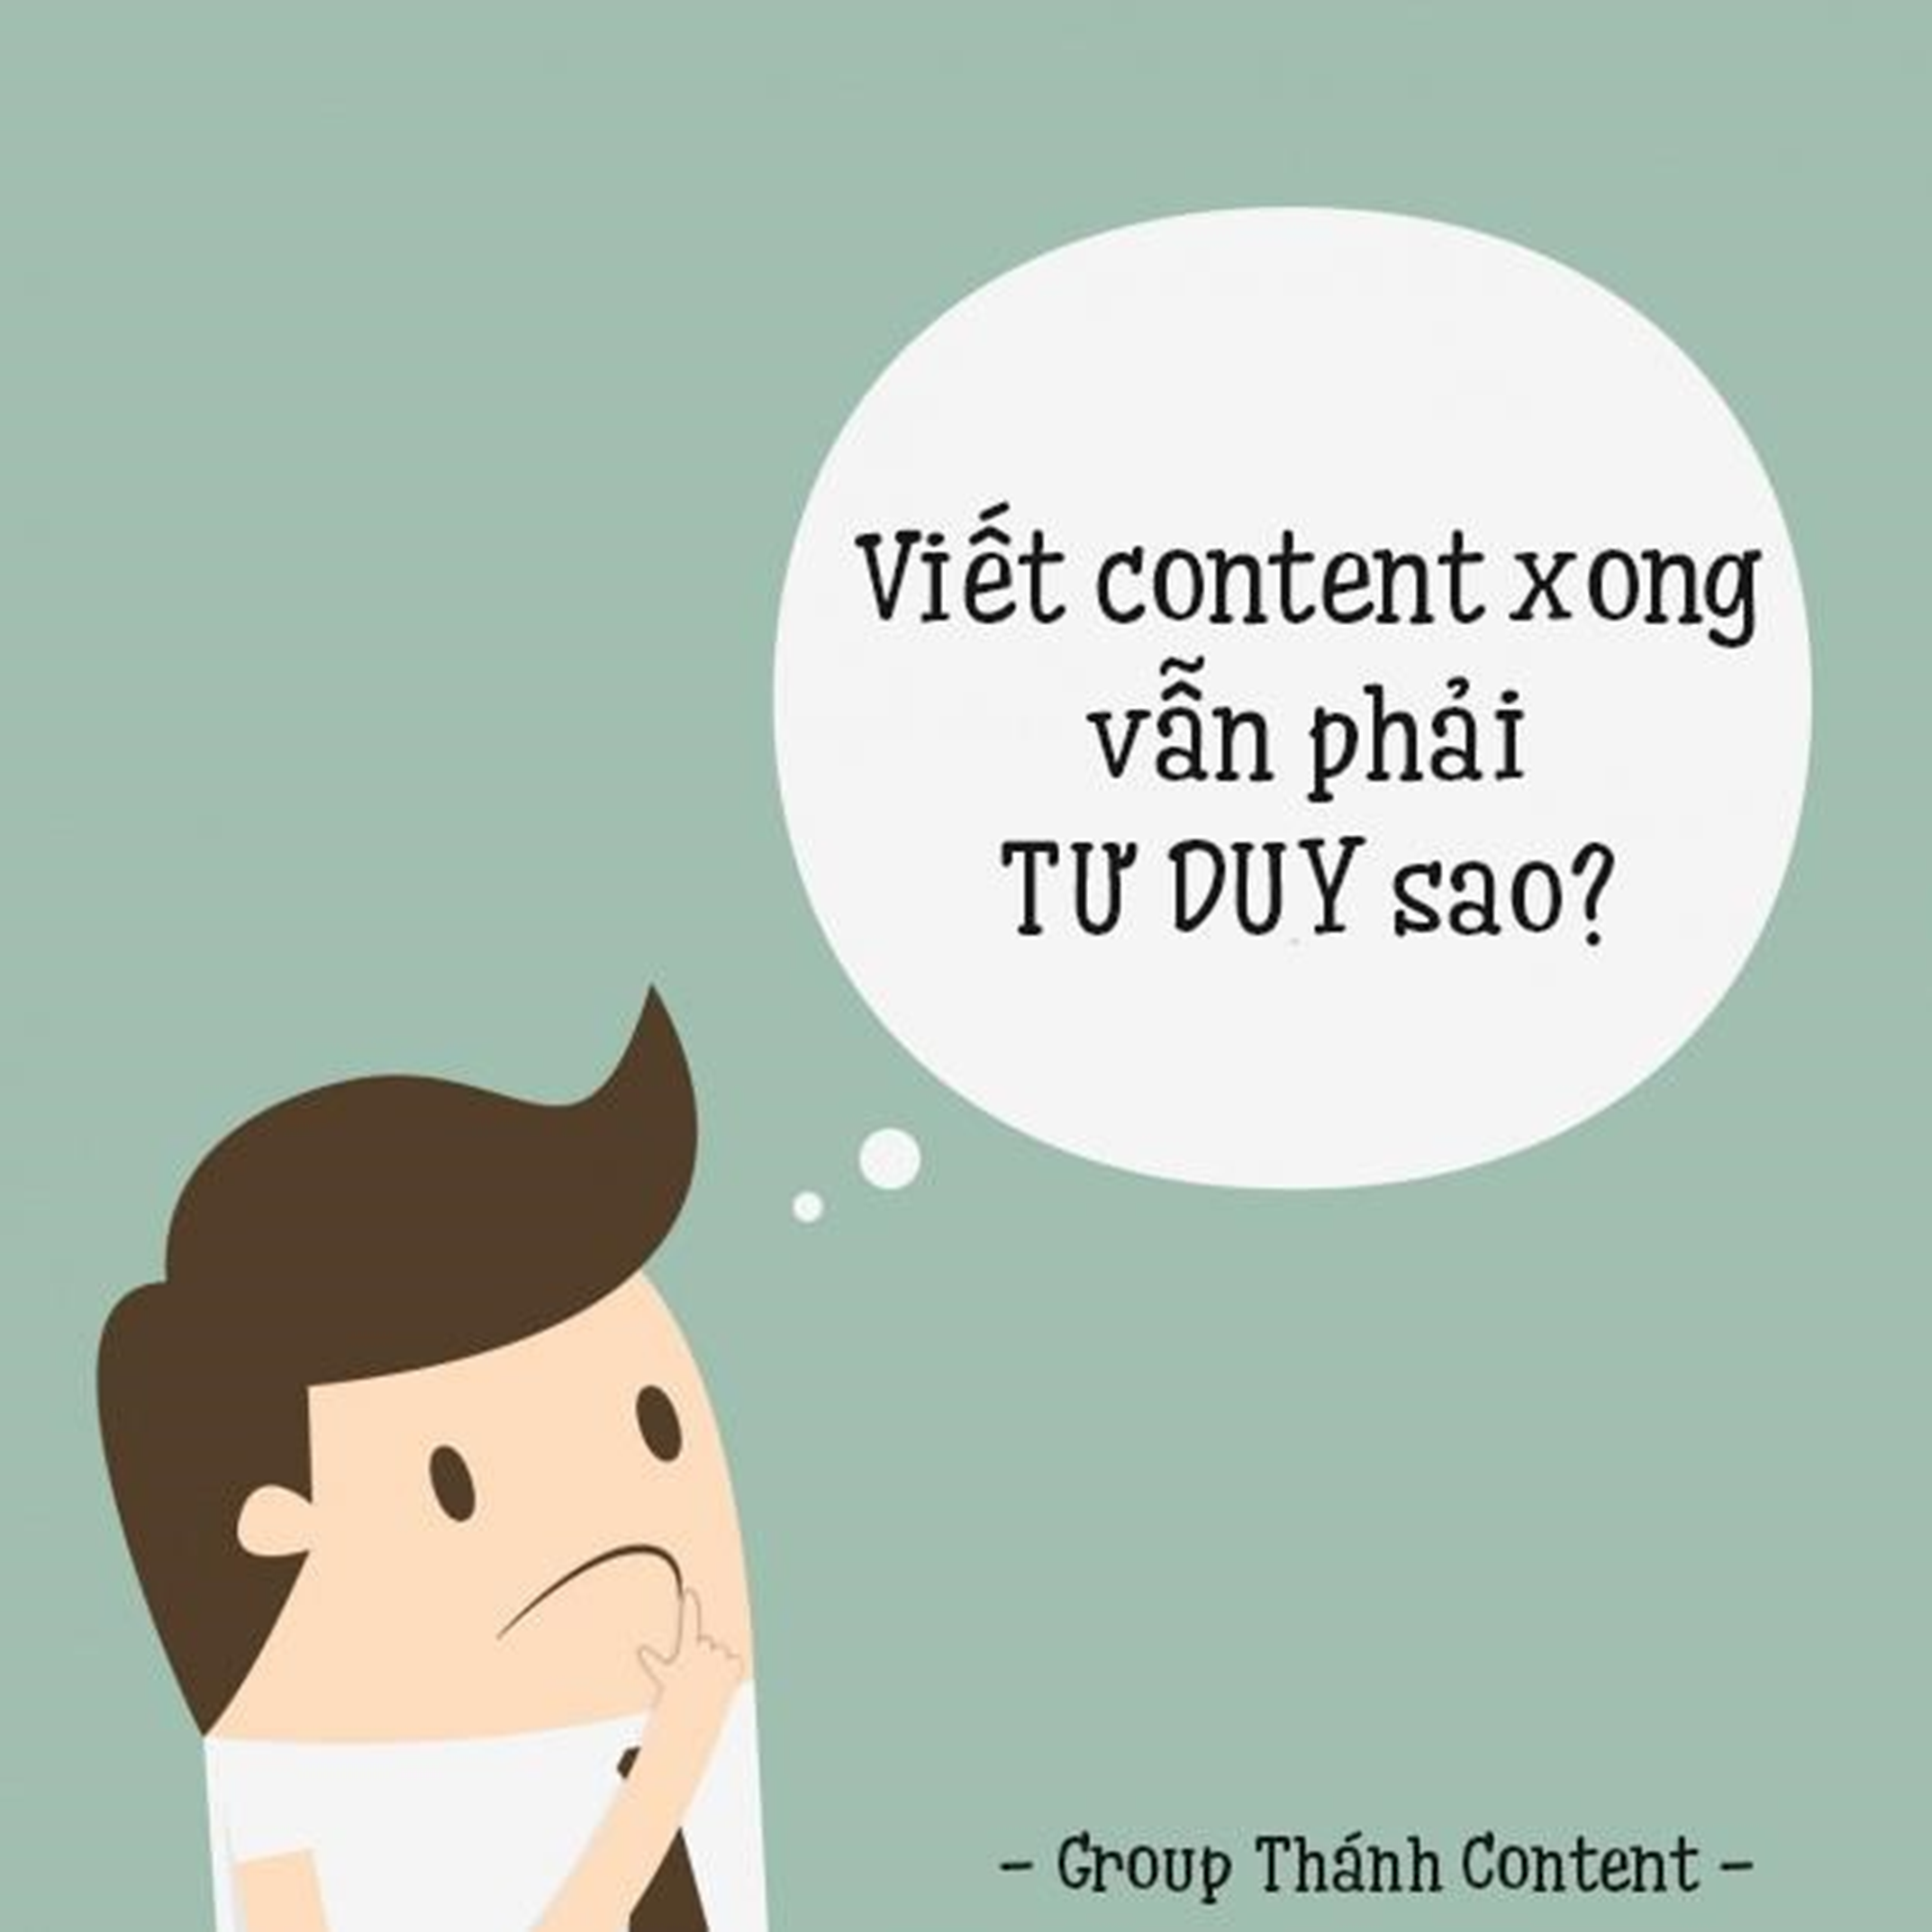 Viết content xong
vẫn phải
TƯ DUY sao?
- Group Thánh Content -